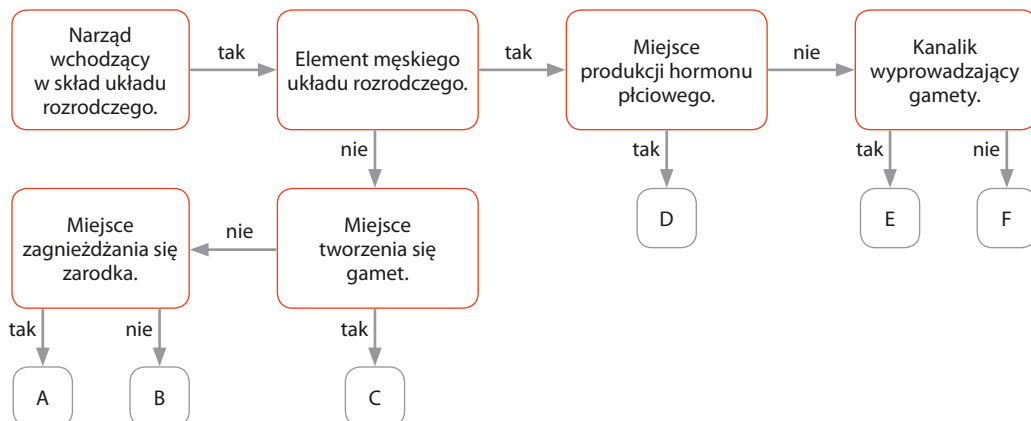 Narząd
wchodzący
w skład układu
rozrodczego.
tak
Element męskiego
układu rozrodczego.
tak
Miejsce
produkcji hormonu
płciowego.
nie
Kanalik
wyprowadzający
gamety.
nie
tak
tak
nie
D
E
F
Miejsce
zagnieżdżania się
zarodka.
nie
Miejsce
tworzenia się
gamet.
tak
nie
tak
A
B
C